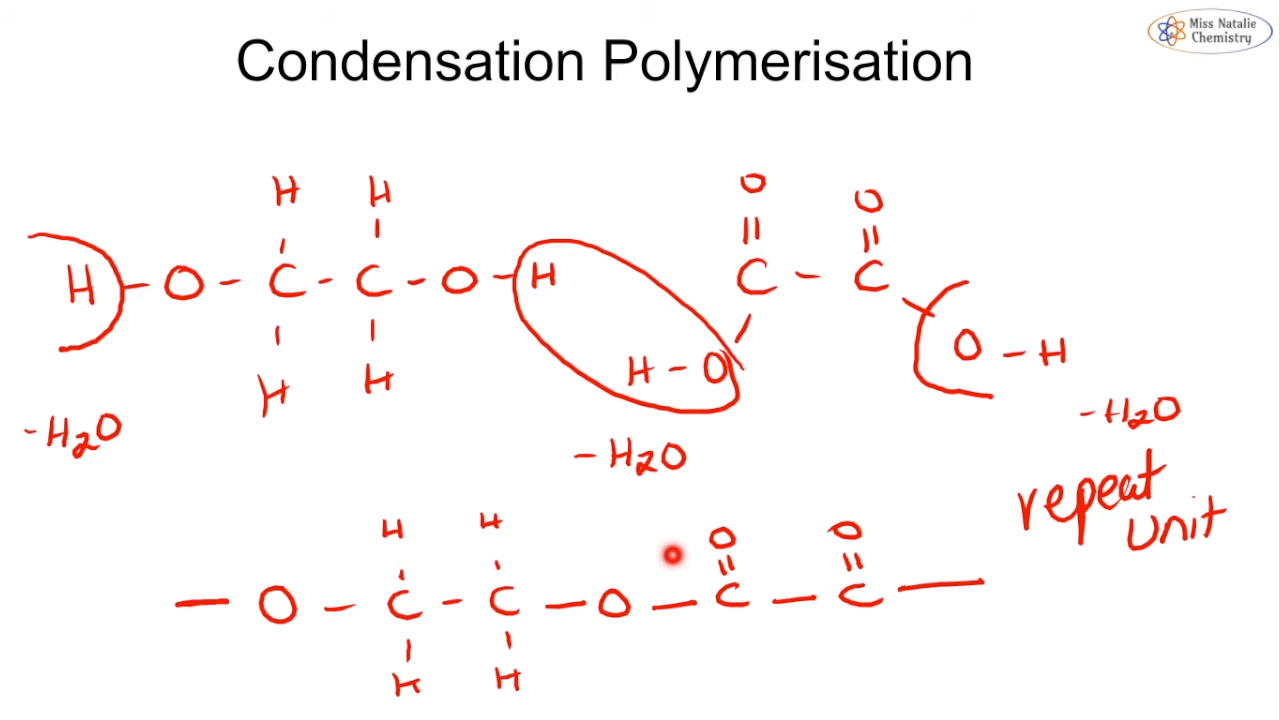 Condensation Polymerisation
Miss Natalie
Chemistry
H H O O
H - O - C - C - O - H C - C
H H H - O O - H
-H2O - H2O -H2O
repeat
unit
H H O O
- O - C - C - O - C - C -
H H